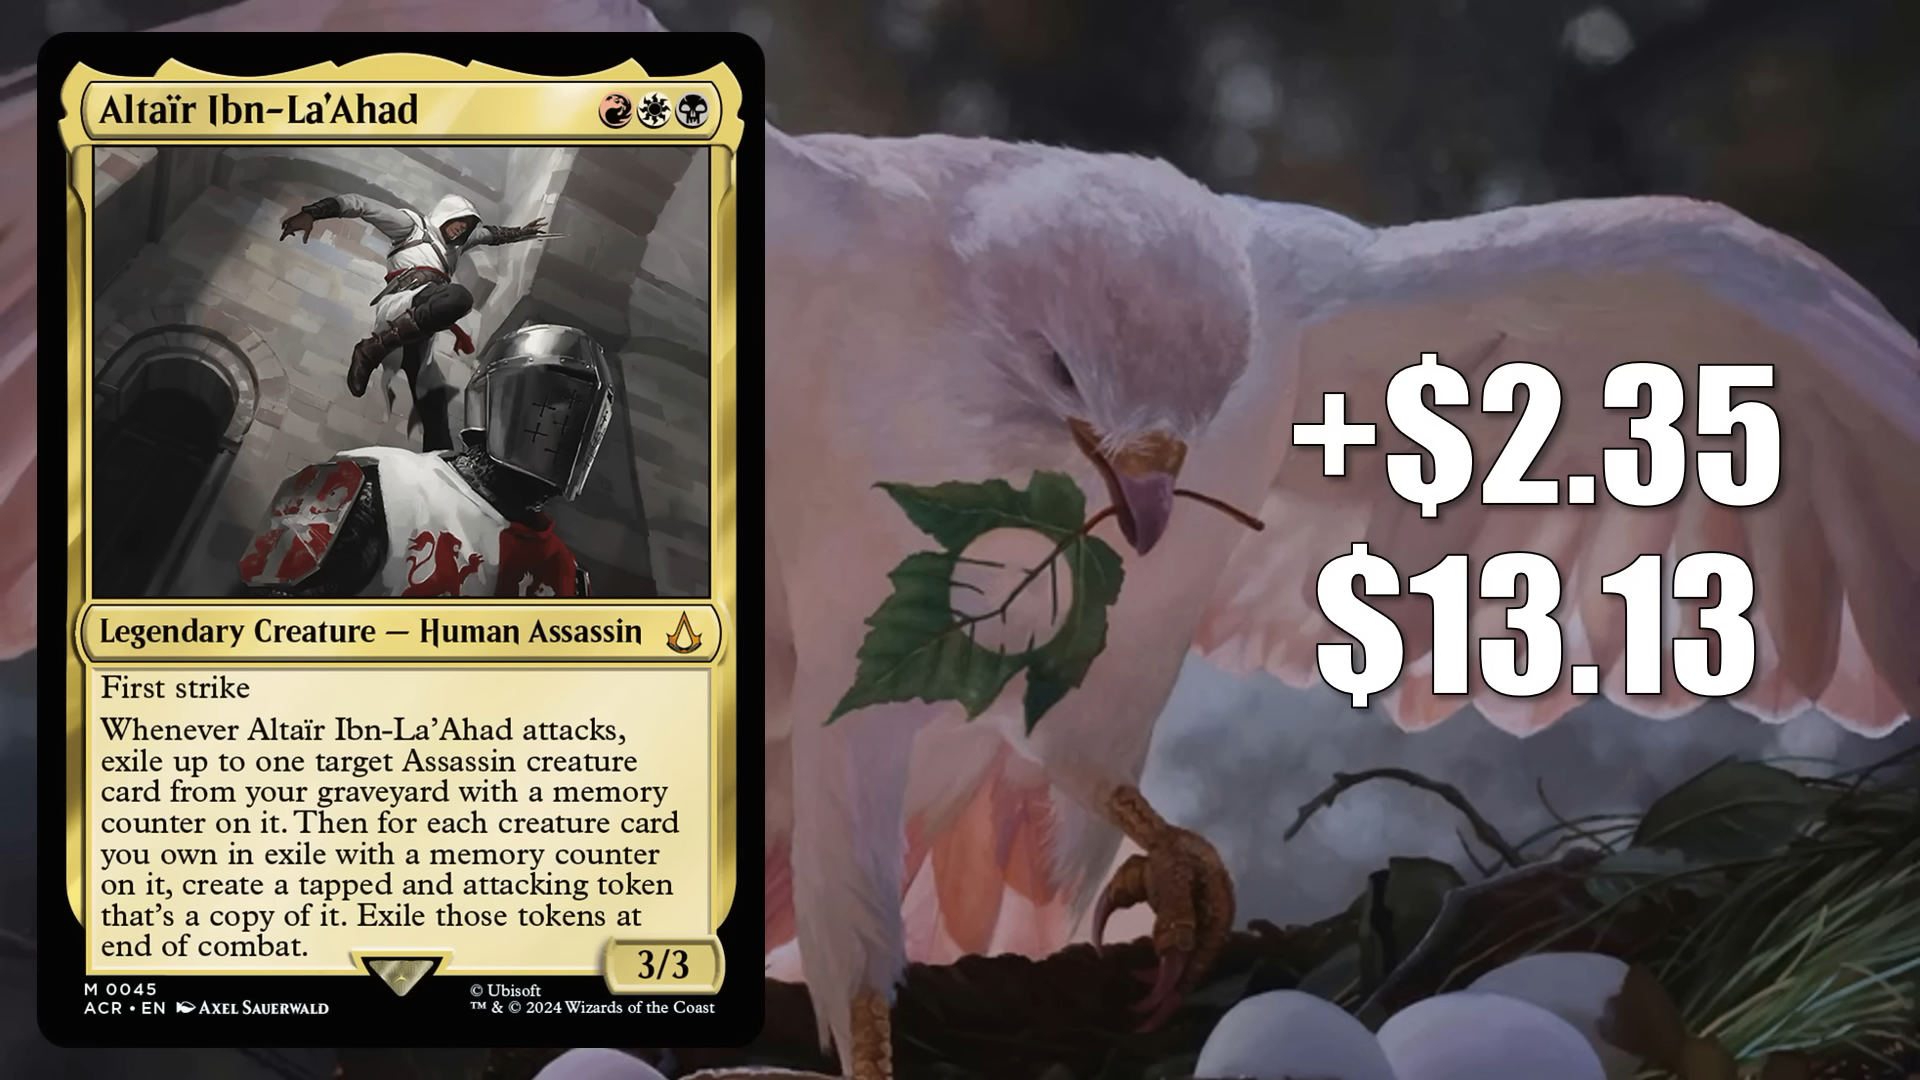 Altaïr Ibn-La'Ahad
Legendary Creature — Human Assassin
First strike
Whenever Altaïr Ibn-La'Ahad attacks,
exile up to one target Assassin creature
card from your graveyard with a memory
counter on it. Then for each creature card
you own in exile with a memory counter
on it, create a tapped and attacking token
that's a copy of it. Exile those tokens at
end of combat.
3/3
M 0045
ACR • EN Axel Sauerwald
© Ubisoft
™ & © 2024 Wizards of the Coast
+$2.35
$13.13